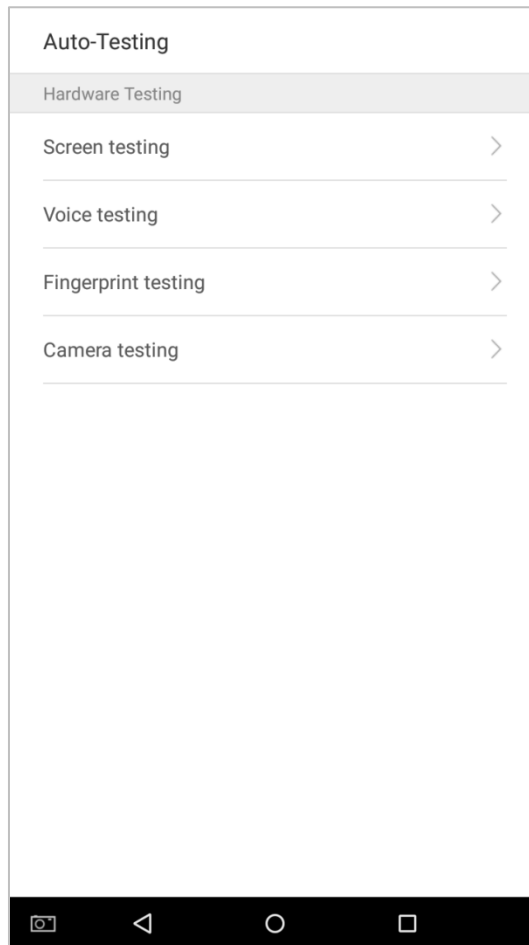 Auto-Testing
Hardware Testing
Screen testing
Voice testing
Fingerprint testing
Camera testing